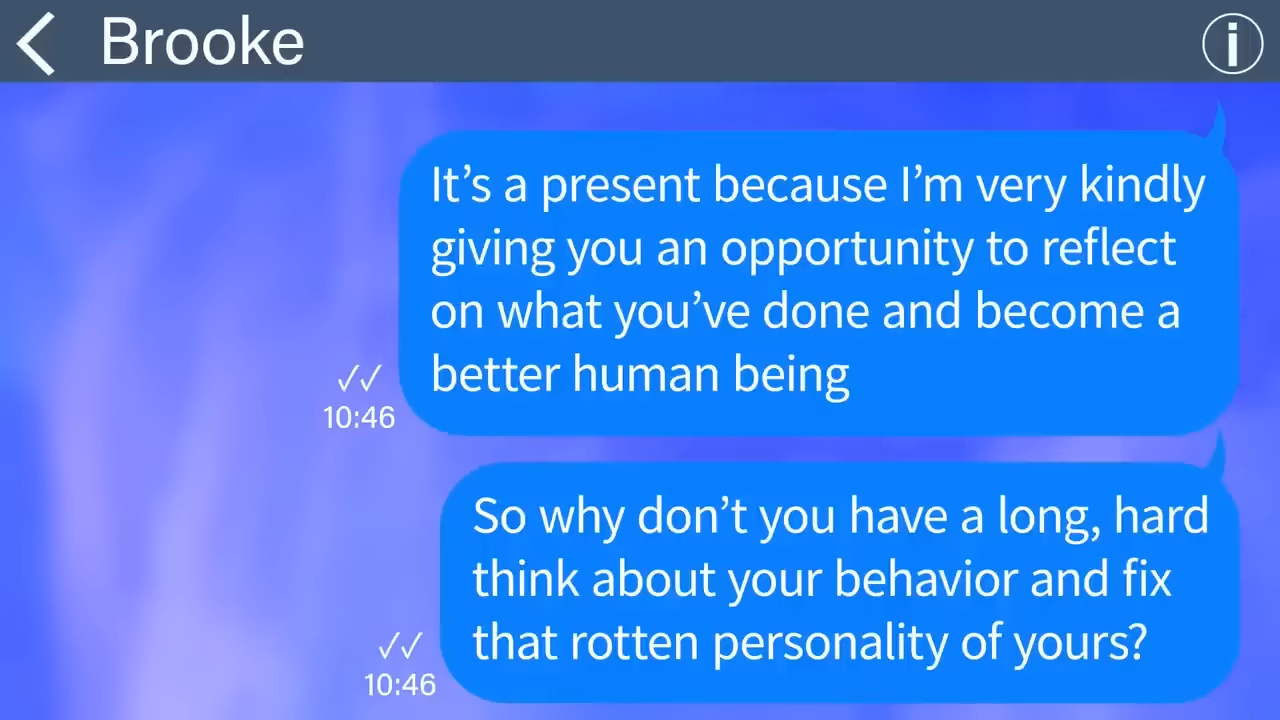 Brooke
It’s a present because I’m very kindly
giving you an opportunity to reflect
on what you’ve done and become a
better human being
✓✓
10:46
So why don’t you have a long, hard
think about your behavior and fix
that rotten personality of yours?
✓✓
10:46